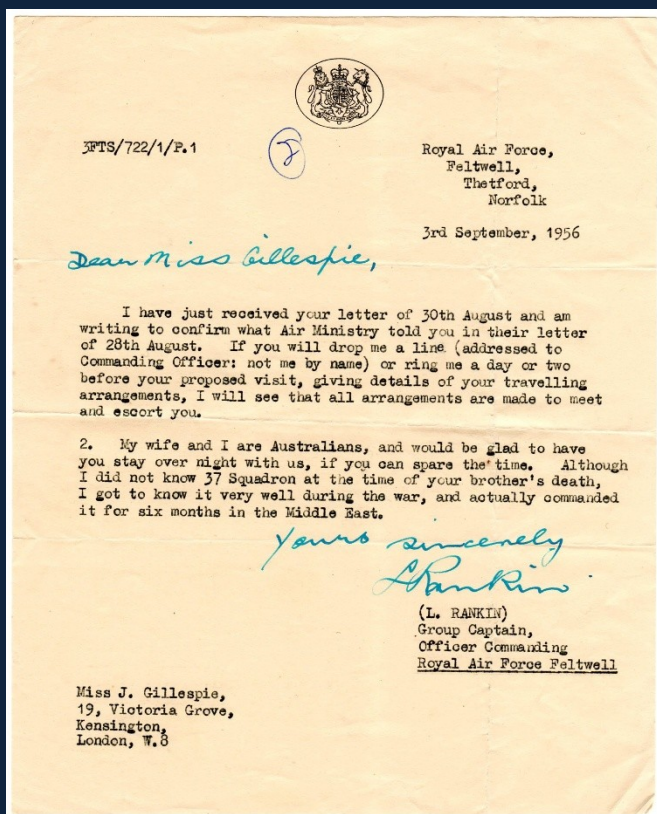 3FTS/722/1/P.1
8
Royal Air Force,
Feltwell,
Thetford,
Norfolk
3rd September, 1956
Dear Miss Gillespie,
I have just received your letter of 30th August and am
writing to confirm what Air Ministry told you in their letter
of 28th August. If you will drop me a line (addressed to
Commanding Officer: not me by name) or ring me a day or two
before your proposed visit, giving details of your travelling
arrangements, I will see that all arrangements are made to meet
and escort you.
2. My wife and I are Australians, and would be glad to have
you stay over night with us, if you can spare the time. Although
I did not know 37 Squadron at the time of your brother's death,
I got to know it very well during the war, and actually commanded
it for six months in the Middle East.
Yours sincerely
L Rankin
(L. RANKIN)
Group Captain,
Officer Commanding
Royal Air Force Feltwell
Miss J. Gillespie,
19, Victoria Grove,
Kensington,
London, W.8